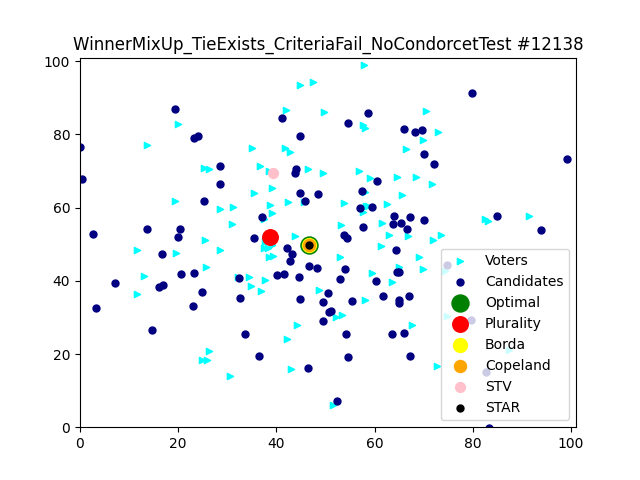 WinnerMixUp_TieExists_CriteriaFail_NoCondorcetTest #12138
100
80
60
40
20
0
0 20 40 60 80 100
Voters
Candidates
Optimal
Plurality
Borda
Copeland
STV
STAR